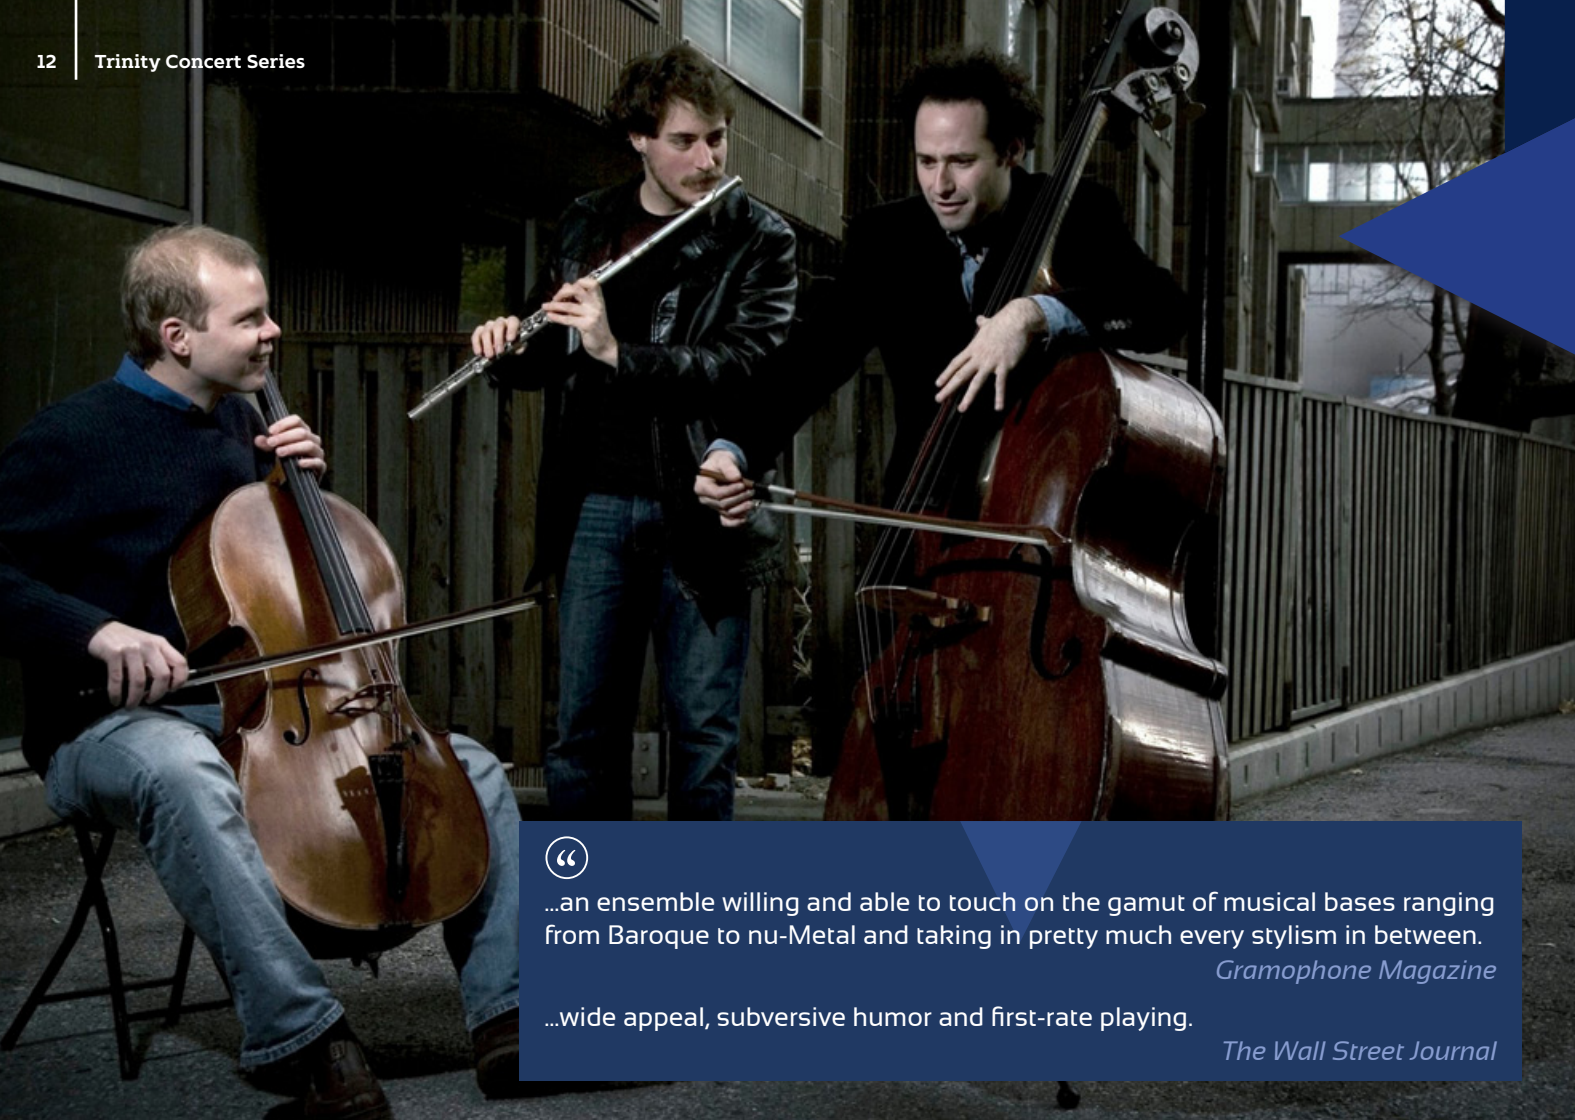 12
Trinity Concert Series
“
...an ensemble willing and able to touch on the gamut of musical bases ranging
from Baroque to nu-Metal and taking in pretty much every stylism in between.
Gramophone Magazine
...wide appeal, subversive humor and first-rate playing.
The Wall Street Journal